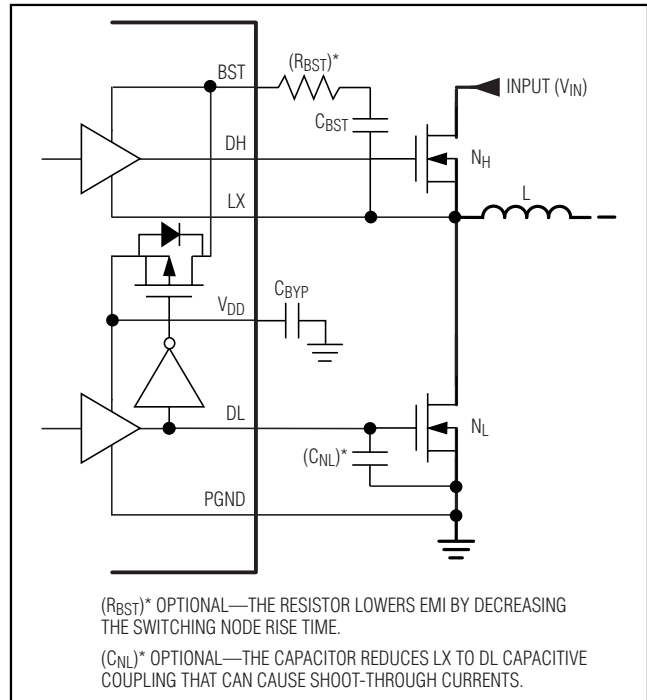 BST
(RBST)*
INPUT (VIN)
CBST
DH
NH
LX
L
CBYP
VDD
DL
NL
(CNL)*
PGND
(RBST)* OPTIONAL—THE RESISTOR LOWERS EMI BY DECREASING
THE SWITCHING NODE RISE TIME.
(CNL)* OPTIONAL—THE CAPACITOR REDUCES LX TO DL CAPACITIVE
COUPLING THAT CAN CAUSE SHOOT-THROUGH CURRENTS.